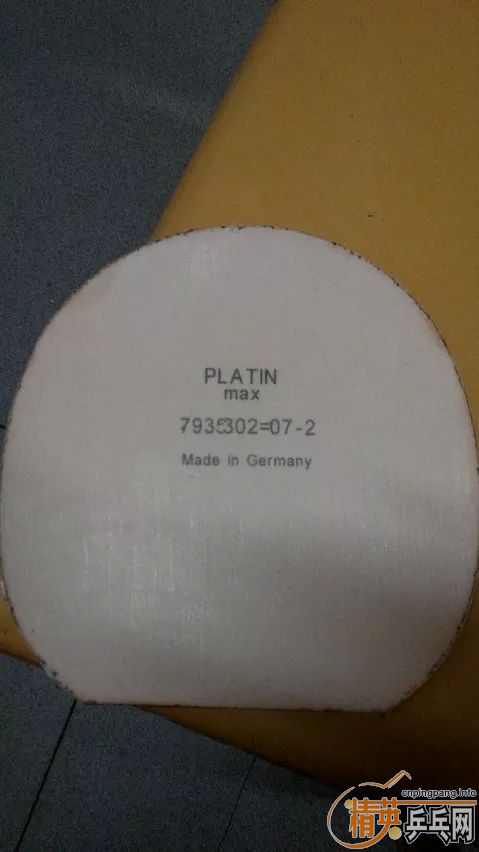 PLATIN
max
7935302=07-2
Made in Germany
cnpingpang.info
精英乒乓网